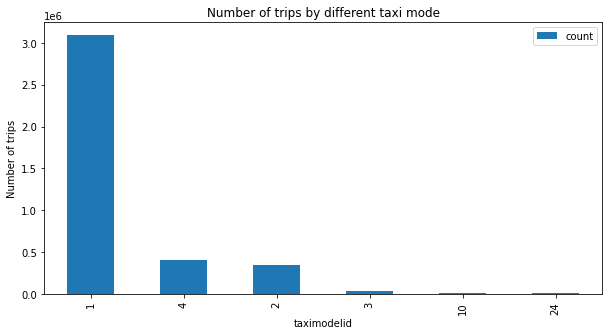 Number of trips by different taxi mode
1e6
count
3.0
2.5
2.0
1.5
1.0
0.5
0.0
Number of trips
1
4
2
3
10
24
taximodelid